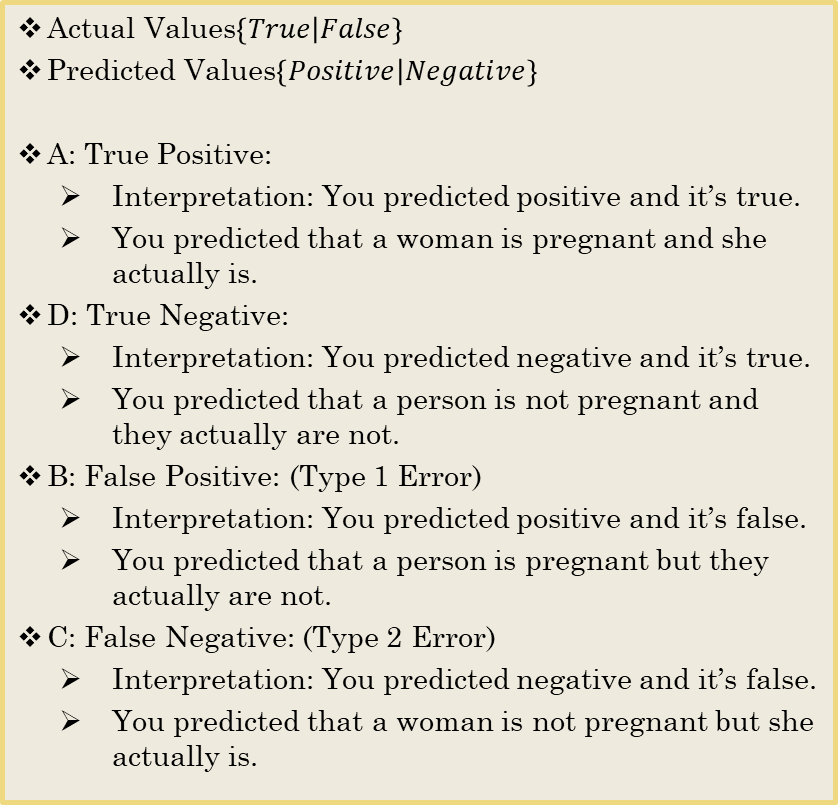 ❖Actual Values{True|False}
❖Predicted Values{Positive|Negative}
❖A: True Positive:
➢ Interpretation: You predicted positive and it’s true.
➢ You predicted that a woman is pregnant and she
actually is.
❖D: True Negative:
➢ Interpretation: You predicted negative and it’s true.
➢ You predicted that a person is not pregnant and
they actually are not.
❖B: False Positive: (Type 1 Error)
➢ Interpretation: You predicted positive and it’s false.
➢ You predicted that a person is pregnant but they
actually are not.
❖C: False Negative: (Type 2 Error)
➢ Interpretation: You predicted negative and it’s false.
➢ You predicted that a woman is not pregnant but she
actually is.